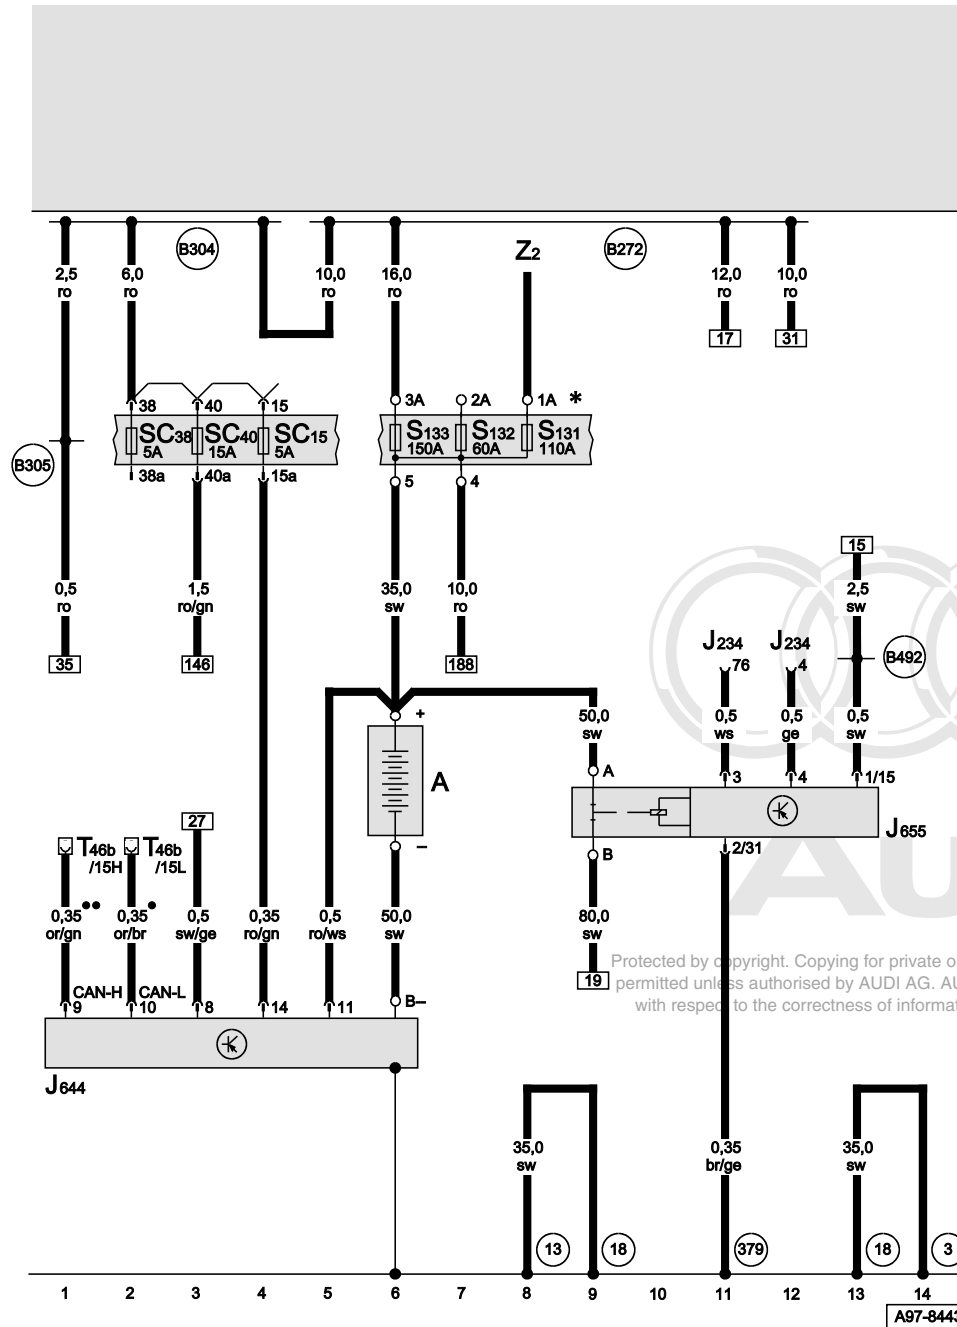 B304
B272
Z2
2,5
ro
6,0
ro
10,0
ro
16,0
ro
12,0
ro
10,0
ro
17
31
38
40
15
3A
2A
1A *
SC38
5A
SC40
15A
SC15
5A
S133
150A
S132
60A
S131
110A
B305
38a
40a
15a
5
4
15
0,5
ro
1,5
ro/gn
35,0
sw
10,0
ro
2,5
sw
35
146
188
J234
76
J234
4
B492
+
50,0
sw
0,5
ws
0,5
ge
0,5
sw
A
A
3
4
1/15
J655
27
T46b
/15H
T46b
/15L
–
B
2/31
0,35
or/gn
0,35
or/br
0,5
sw/ge
0,35
ro/gn
0,5
ro/ws
50,0
sw
80,0
sw
Au
19
Protected by copyright. Copying for private o
permitted unless authorised by AUDI AG. AU
with respect to the correctness of informat
CAN-H
CAN-L
9
10
8
14
11
B–
J644
35,0
sw
0,35
br/ge
35,0
sw
13
18
379
18
3
1 2 3 4 5 6 7 8 9 10 11 12 13 14
A97-8443